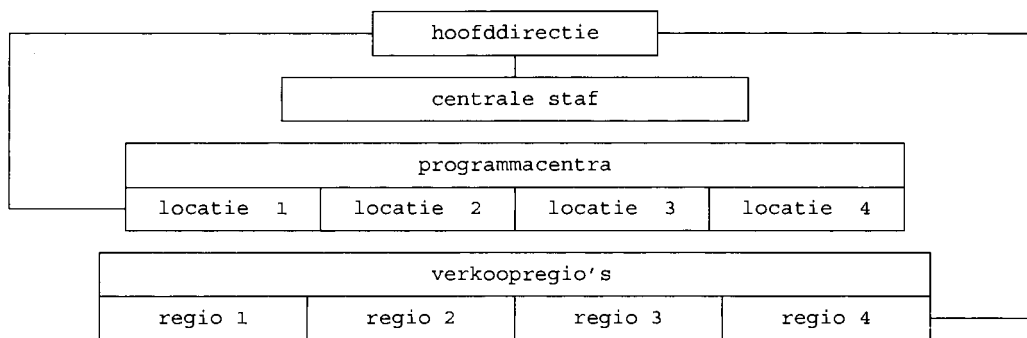 hoofddirectie
centrale staf
programmacentra
locatie 1 locatie 2 locatie 3 locatie 4
verkoopregio's
regio 1 regio 2 regio 3 regio 4